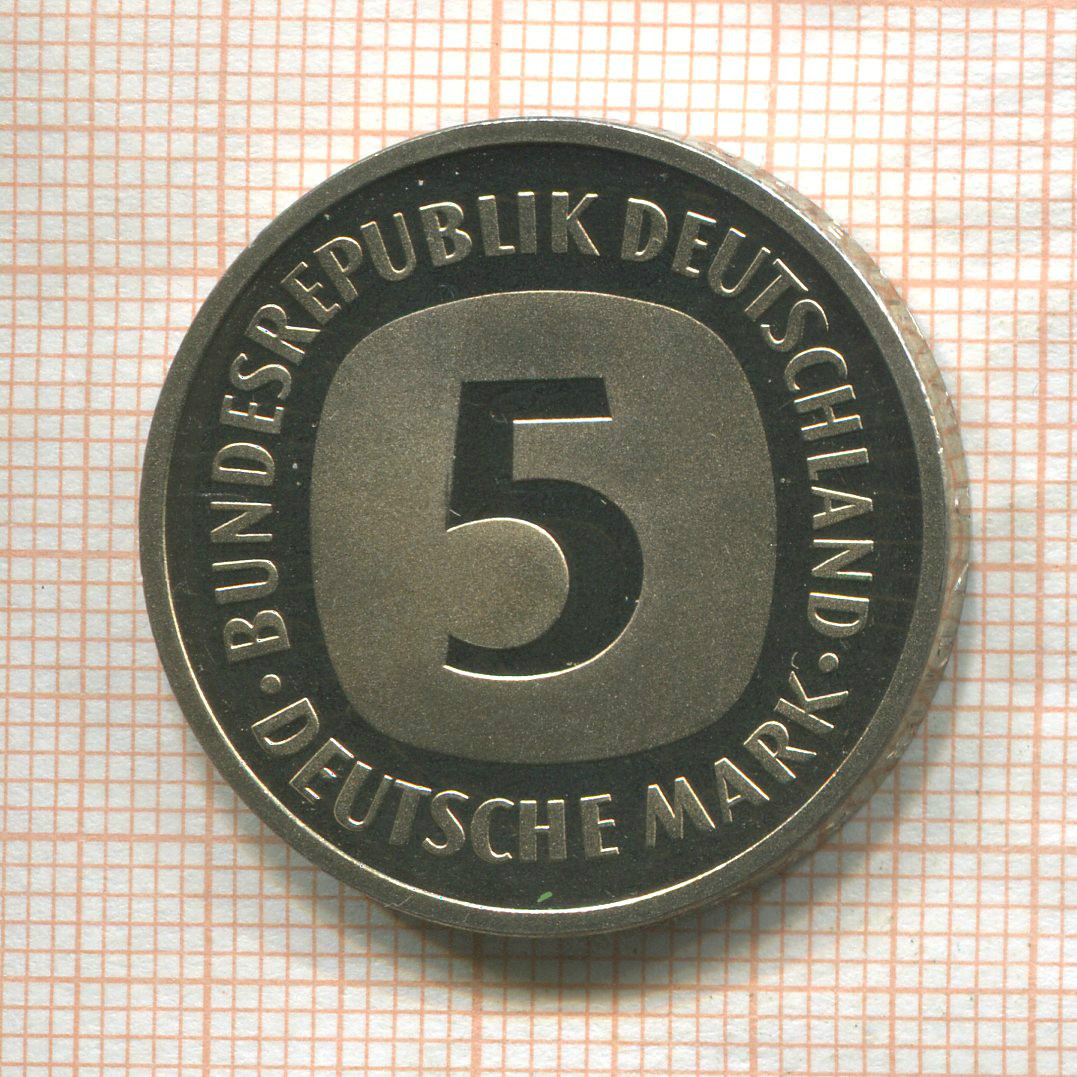 BUNDESREPUBLIK DEUTSCHLAND
· DEUTSCHE MARK ·
5